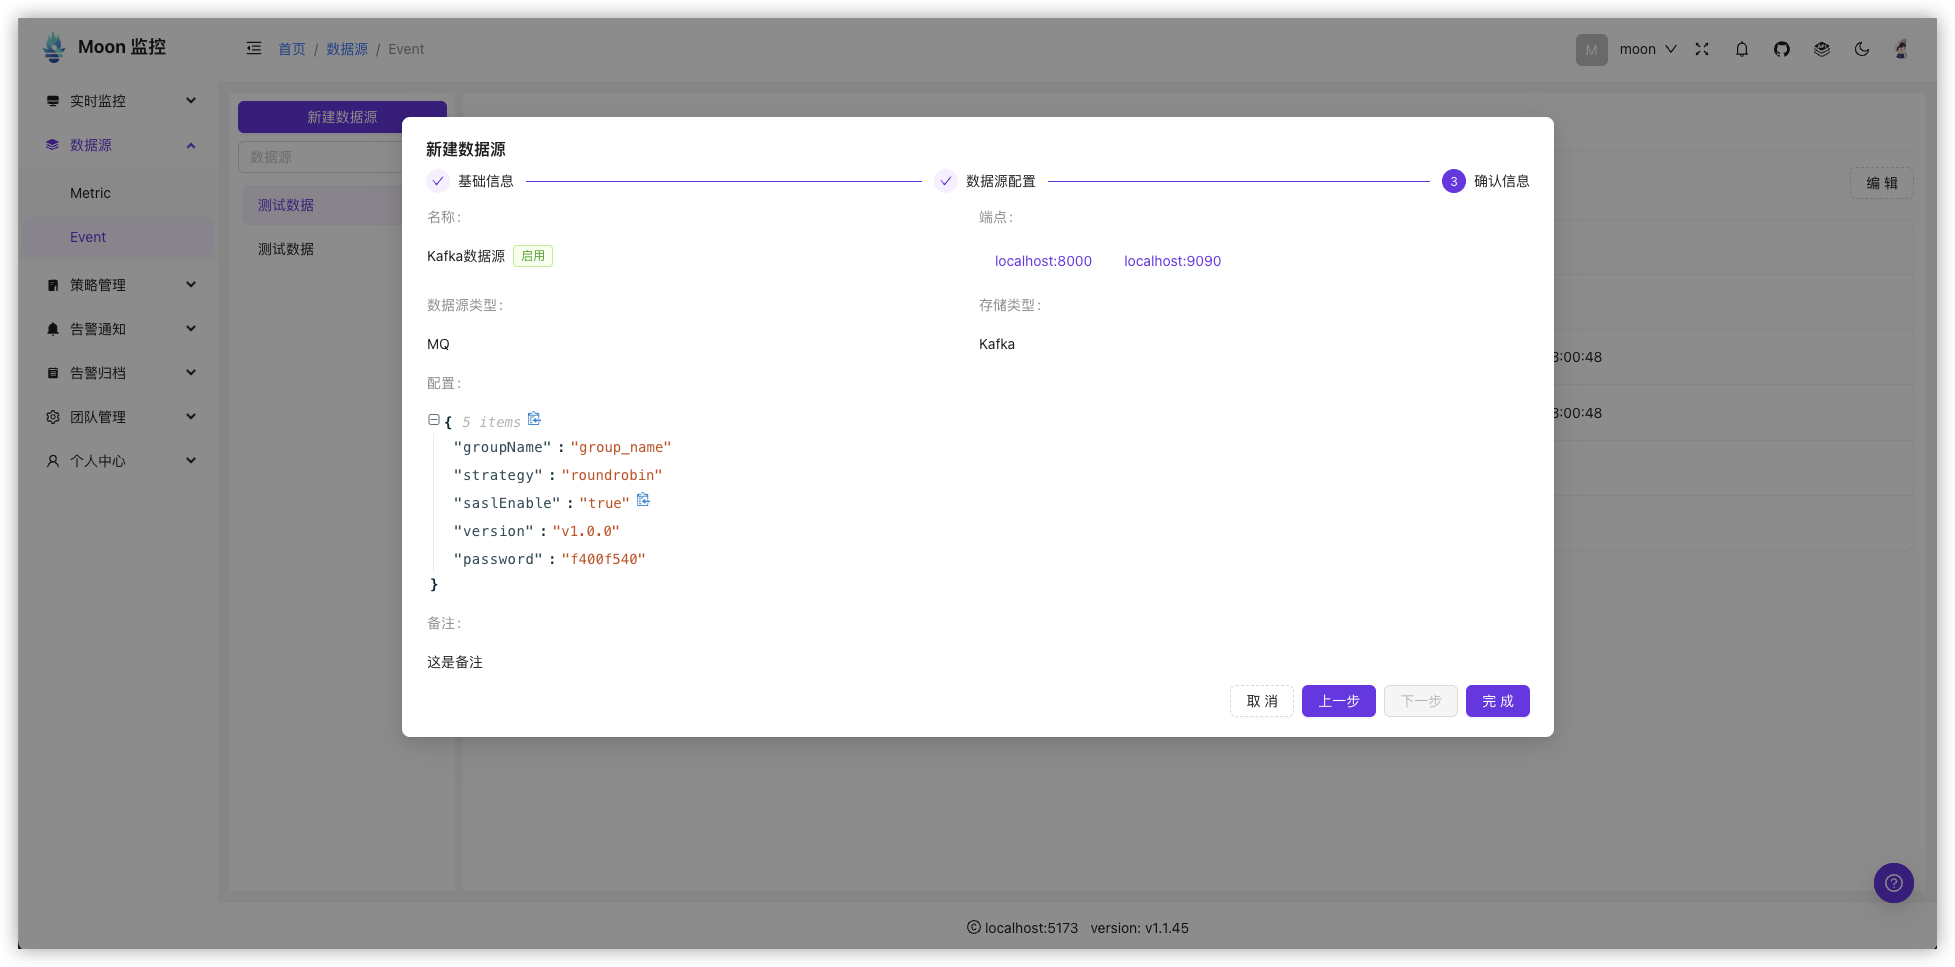 Moon 监控
首页 / 数据源 / Event
M moon
实时监控
数据源
Metric
Event
策略管理
告警通知
告警归档
团队管理
个人中心
新建数据源
数据源
测试数据
测试数据
编 辑
3:00:48
3:00:48
新建数据源
基础信息
数据源配置
3 确认信息
名称:
端点:
Kafka数据源 启用
localhost:8000 localhost:9090
数据源类型:
存储类型:
MQ
Kafka
配置:
{ 5 items
"groupName" : "group_name"
"strategy" : "roundrobin"
"saslEnable" : "true"
"version" : "v1.0.0"
"password" : "f400f540"
}
备注:
这是备注
取 消 上一步 下一步 完 成
© localhost:5173 version: v1.1.45